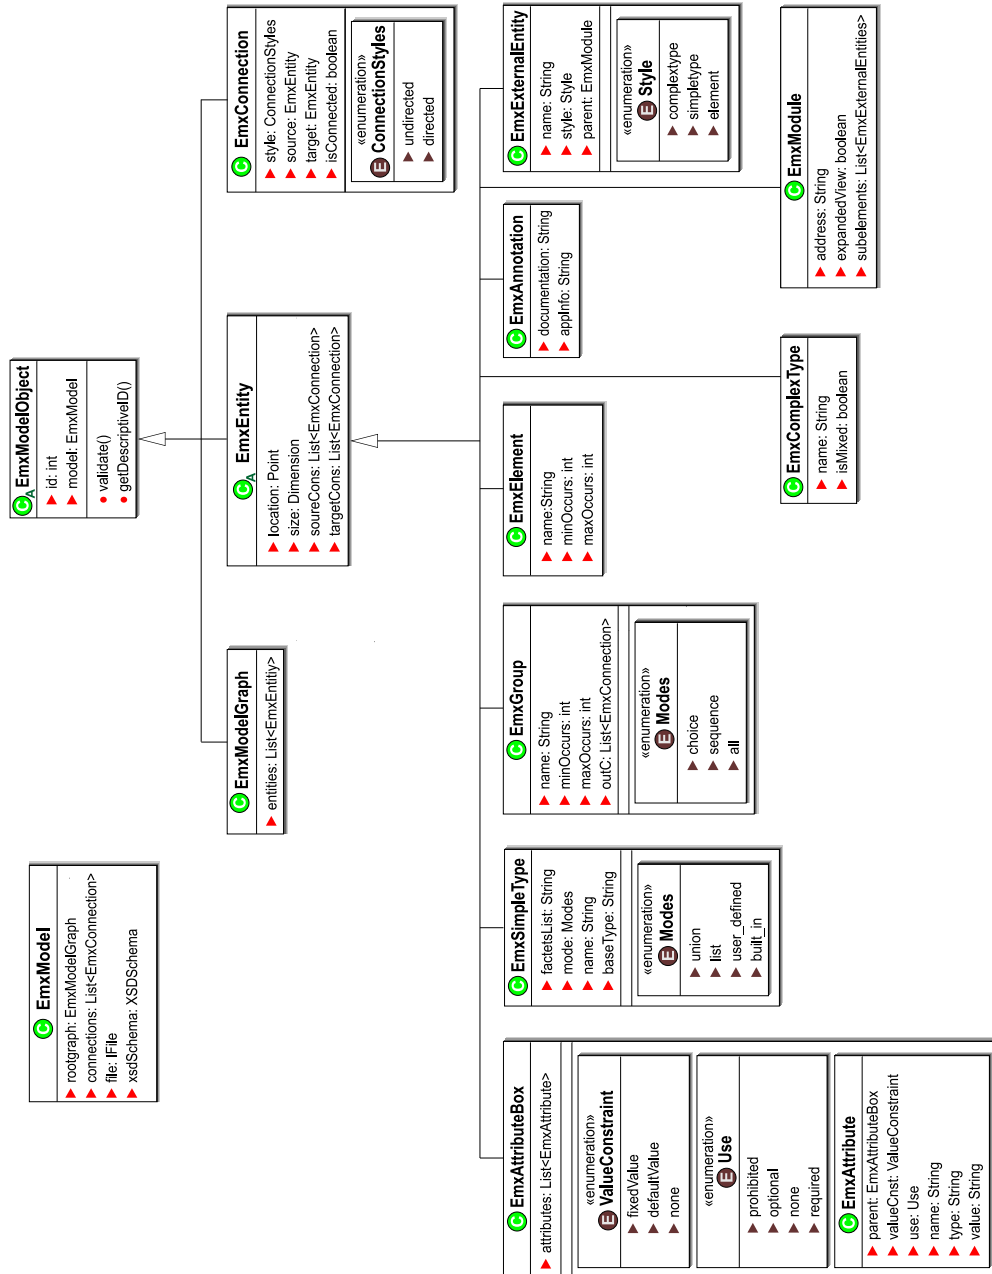 EmxModel
rootgraph: EmxModelGraph
connections: List<EmxConnection>
file: IFile
xsdSchema: XSDSchema
C
A
EmxModelObject
id: int
model: EmxModel
validate()
getDescriptiveID()
C
EmxModelGraph
entities: List<EmxEntitiy>
C
A
EmxEntity
location: Point
size: Dimension
soureCons: List<EmxConnection>
targetCons: List<EmxConnection>
C
EmxConnection
style: ConnectionStyles
source: EmxEntity
target: EmxEntity
isConnected: boolean
«enumeration»
E
ConnectionStyles
undirected
directed
C
EmxAttributeBox
attributes: List<EmxAttribute>
«enumeration»
E
ValueConstraint
fixedValue
defaultValue
none
«enumeration»
E
Use
prohibited
optional
none
required
C
EmxAttribute
parent: EmxAttributeBox
valueCnst: ValueConstraint
use: Use
name: String
type: String
value: String
C
EmxSimpleType
factetsList: String
mode: Modes
name: String
baseType: String
«enumeration»
E
Modes
union
list
user_defined
built_in
C
EmxGroup
name: String
minOccurs: int
maxOccurs: int
outC: List<EmxConnection>
«enumeration»
E
Modes
choice
sequence
all
C
EmxElement
name:String
minOccurs: int
maxOccurs: int
C
EmxAnnotation
documentation: String
appInfo: String
C
EmxExternalEntity
name: String
style: Style
parent: EmxModule
«enumeration»
E
Style
complextype
simpletype
element
C
EmxComplexType
name: String
isMixed: boolean
C
EmxModule
address: String
expandedView: boolean
subelements: List<EmxExternalEntities>
C